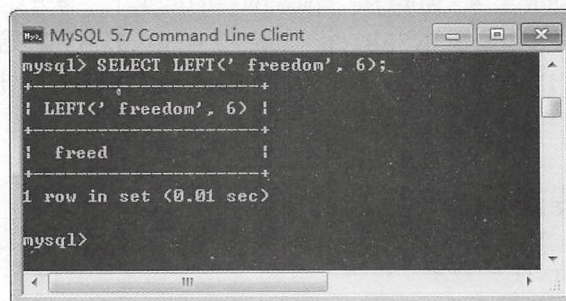 MySQL 5.7 Command Line Client
mysql> SELECT LEFT(' freedom', 6);
+---------------------+
| LEFT(' freedom', 6) |
+---------------------+
|  freed              |
+---------------------+
1 row in set (0.01 sec)
mysql>